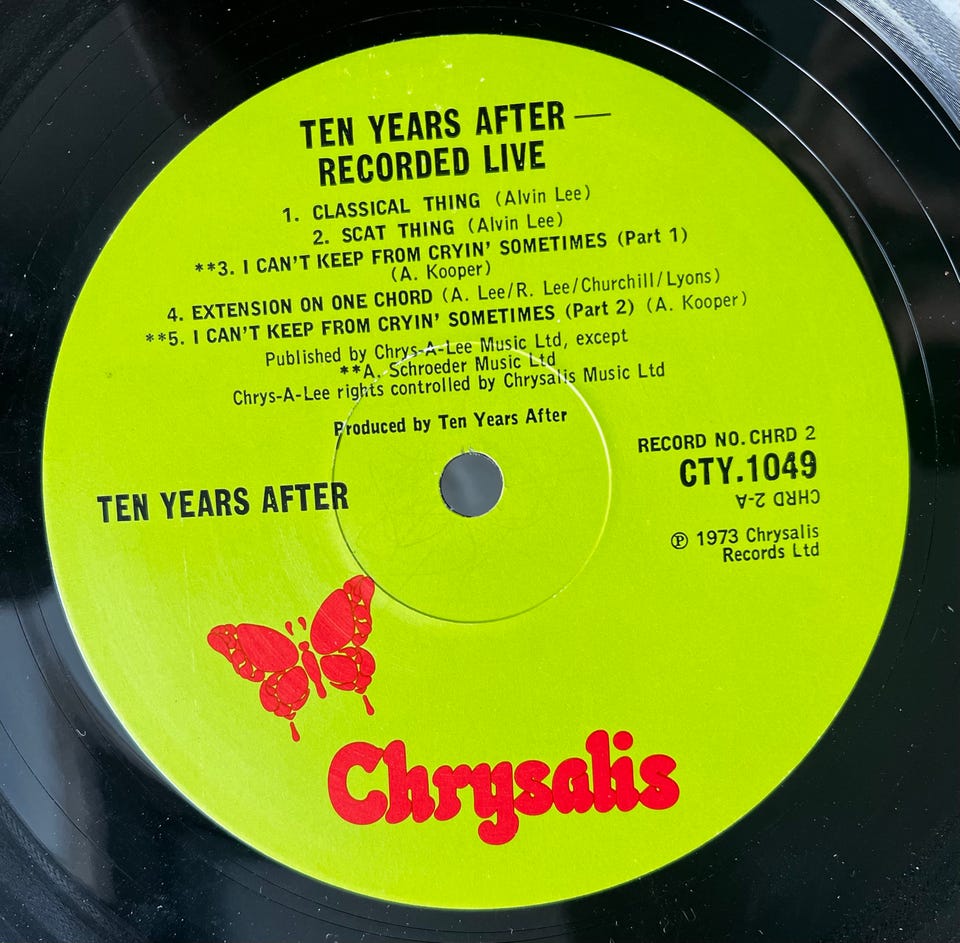 TEN YEARS AFTER—
RECORDED LIVE
1. CLASSICAL THING (Alvin Lee)
2. SCAT THING (Alvin Lee)
**3. I CAN'T KEEP FROM CRYIN' SOMETIMES (Part 1)
(A. Kooper)
4. EXTENSION ON ONE CHORD (A. Lee/R. Lee/Churchill/Lyons)
**5. I CAN'T KEEP FROM CRYIN' SOMETIMES (Part 2) (A. Kooper)
Published by Chrys-A-Lee Music Ltd, except
**A. Schroeder Music Ltd
Chrys-A-Lee rights controlled by Chrysalis Music Ltd
Produced by Ten Years After
TEN YEARS AFTER
RECORD NO. CHRD 2
CTY.1049
CHRD 2-A
℗ 1973 Chrysalis
Records Ltd
Chrysalis